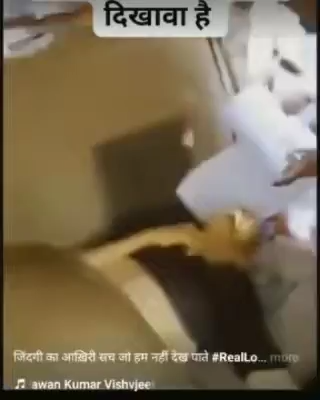 दिखावा है
जिंदगी का आखिरी सच जो हम नहीं देख पाते #RealLo... more
awan Kumar Vishvjee